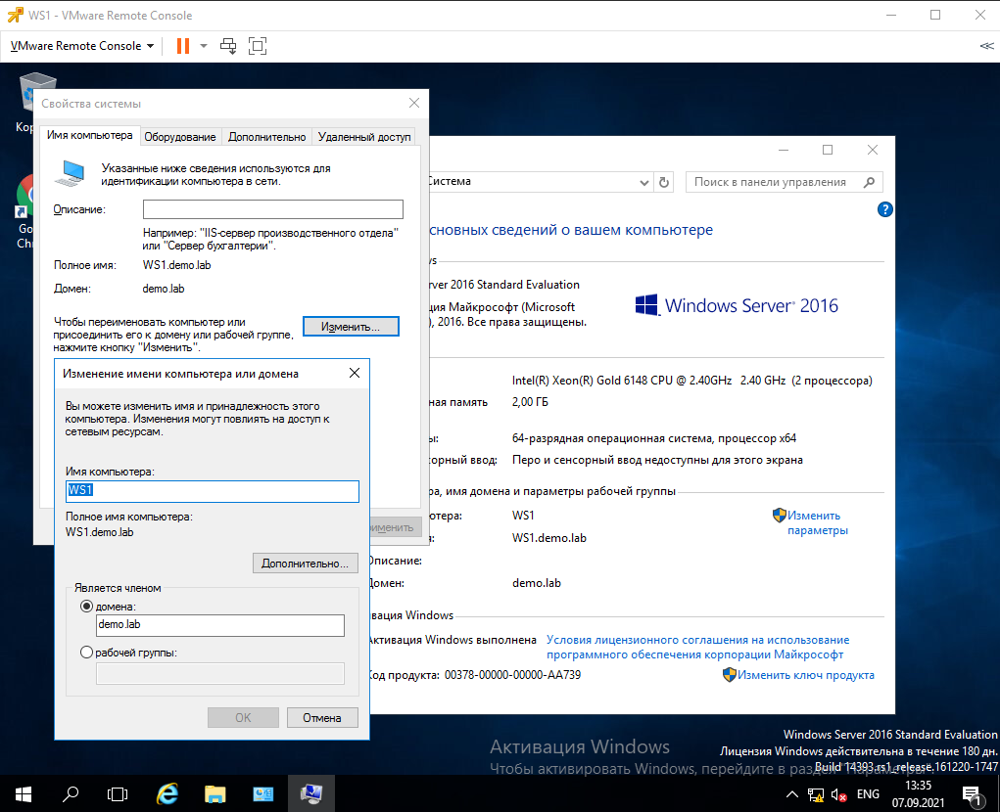 WS1 - VMware Remote Console
VMware Remote Console
Свойства системы
Имя компьютера
Оборудование
Дополнительно
Удаленный доступ
Указанные ниже сведения используются для
идентификации компьютера в сети.
Описание:
Например: "IIS-сервер производственного отдела"
или "Сервер бухгалтерии".
Полное имя:
WS1.demo.lab
Домен:
demo.lab
Чтобы переименовать компьютер или
присоединить его к домену или рабочей группе,
нажмите кнопку "Изменить".
Изменить...
Изменение имени компьютера или домена
Вы можете изменить имя и принадлежность этого
компьютера. Изменения могут повлиять на доступ к
сетевым ресурсам.
Имя компьютера:
WS1
Полное имя компьютера:
WS1.demo.lab
Дополнительно...
Является членом
домена:
demo.lab
рабочей группы:
OK
Отмена
именить
Система
Поиск в панели управления
?
сновных сведений о вашем компьютере
ws
ver 2016 Standard Evaluation
ция Майкрософт (Microsoft
), 2016. Все права защищены.
Windows Server® 2016
Intel(R) Xeon(R) Gold 6148 CPU @ 2.40GHz 2.40 GHz (2 процессора)
ная память
2,00 ГБ
ы:
64-разрядная операционная система, процессор x64
сорный ввод:
Перо и сенсорный ввод недоступны для этого экрана
ра, имя домена и параметры рабочей группы
ютера:
WS1
Изменить
параметры
я:
WS1.demo.lab
Описание:
Домен:
demo.lab
вация Windows
Активация Windows выполнена
Условия лицензионного соглашения на использование
программного обеспечения корпорации Майкрософт
Код продукта: 00378-00000-00000-AA739
Изменить ключ продукта
Кор
Go
Ch
Активация Windows
Чтобы активировать Windows, перейдите в раздел "Параметры".
Windows Server 2016 Standard Evaluation
Лицензия Windows действительна в течение 180 дн.
Build 14393.rs1_release.161220-1747
ENG
13:35
07.09.2021
1